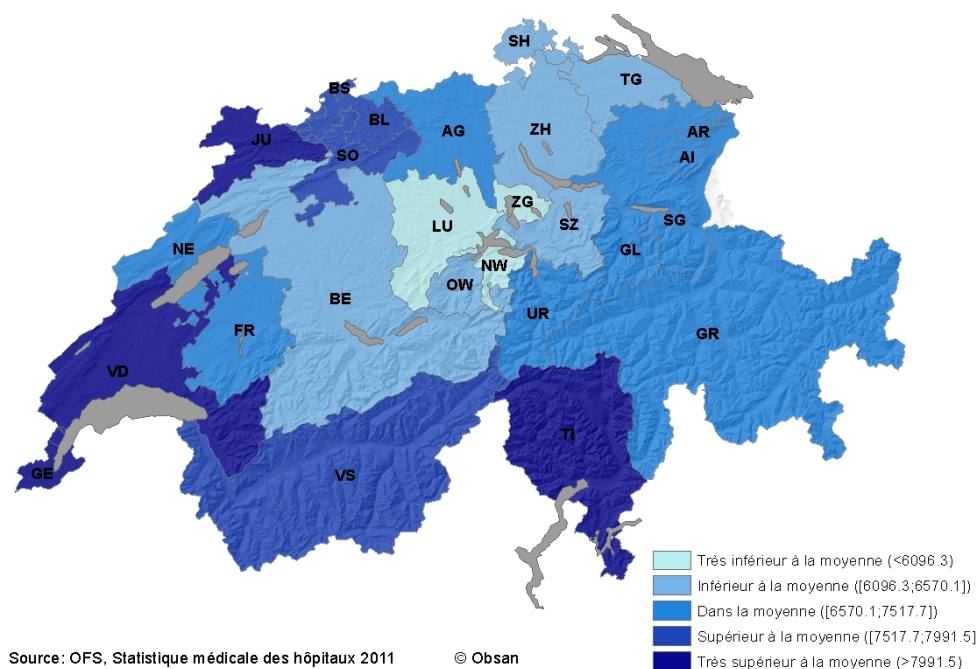 SH
TG
BS
BL
AG
ZH
AR
AI
JU
SO
ZG
LU
SZ
SG
NE
GL
NW
OW
BE
UR
FR
GR
VD
TI
GE
VS
Très inférieur à la moyenne (<6096.3)
Inférieur à la moyenne ([6096.3;6570.1])
Dans la moyenne ([6570.1;7517.7])
Supérieur à la moyenne ([7517.7;7991.5]
Très supérieur à la moyenne (>7991.5)
Source: OFS, Statistique médicale des hôpitaux 2011 © Obsan